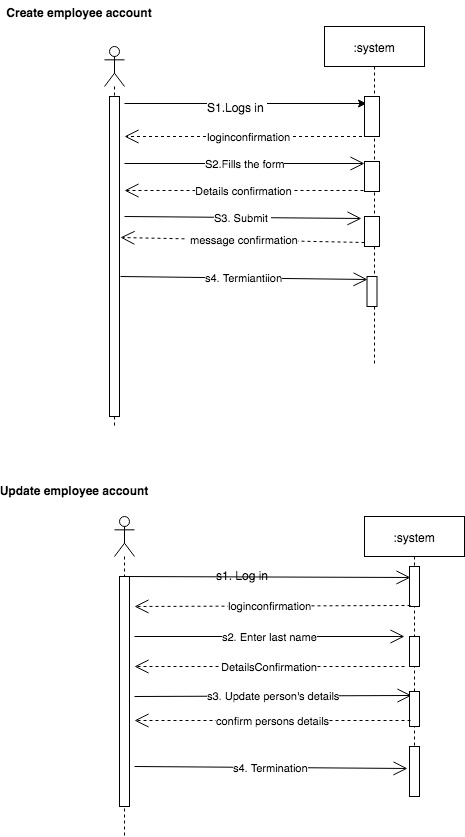 Create employee account
:system
S1.Logs in
loginconfirmation
S2.Fills the form
Details confirmation
S3. Submit
message confirmation
s4. Termiantiion
Update employee account
:system
s1. Log in
loginconfirmation
s2. Enter last name
DetailsConfirmation
s3. Update person's details
confirm persons details
s4. Termination